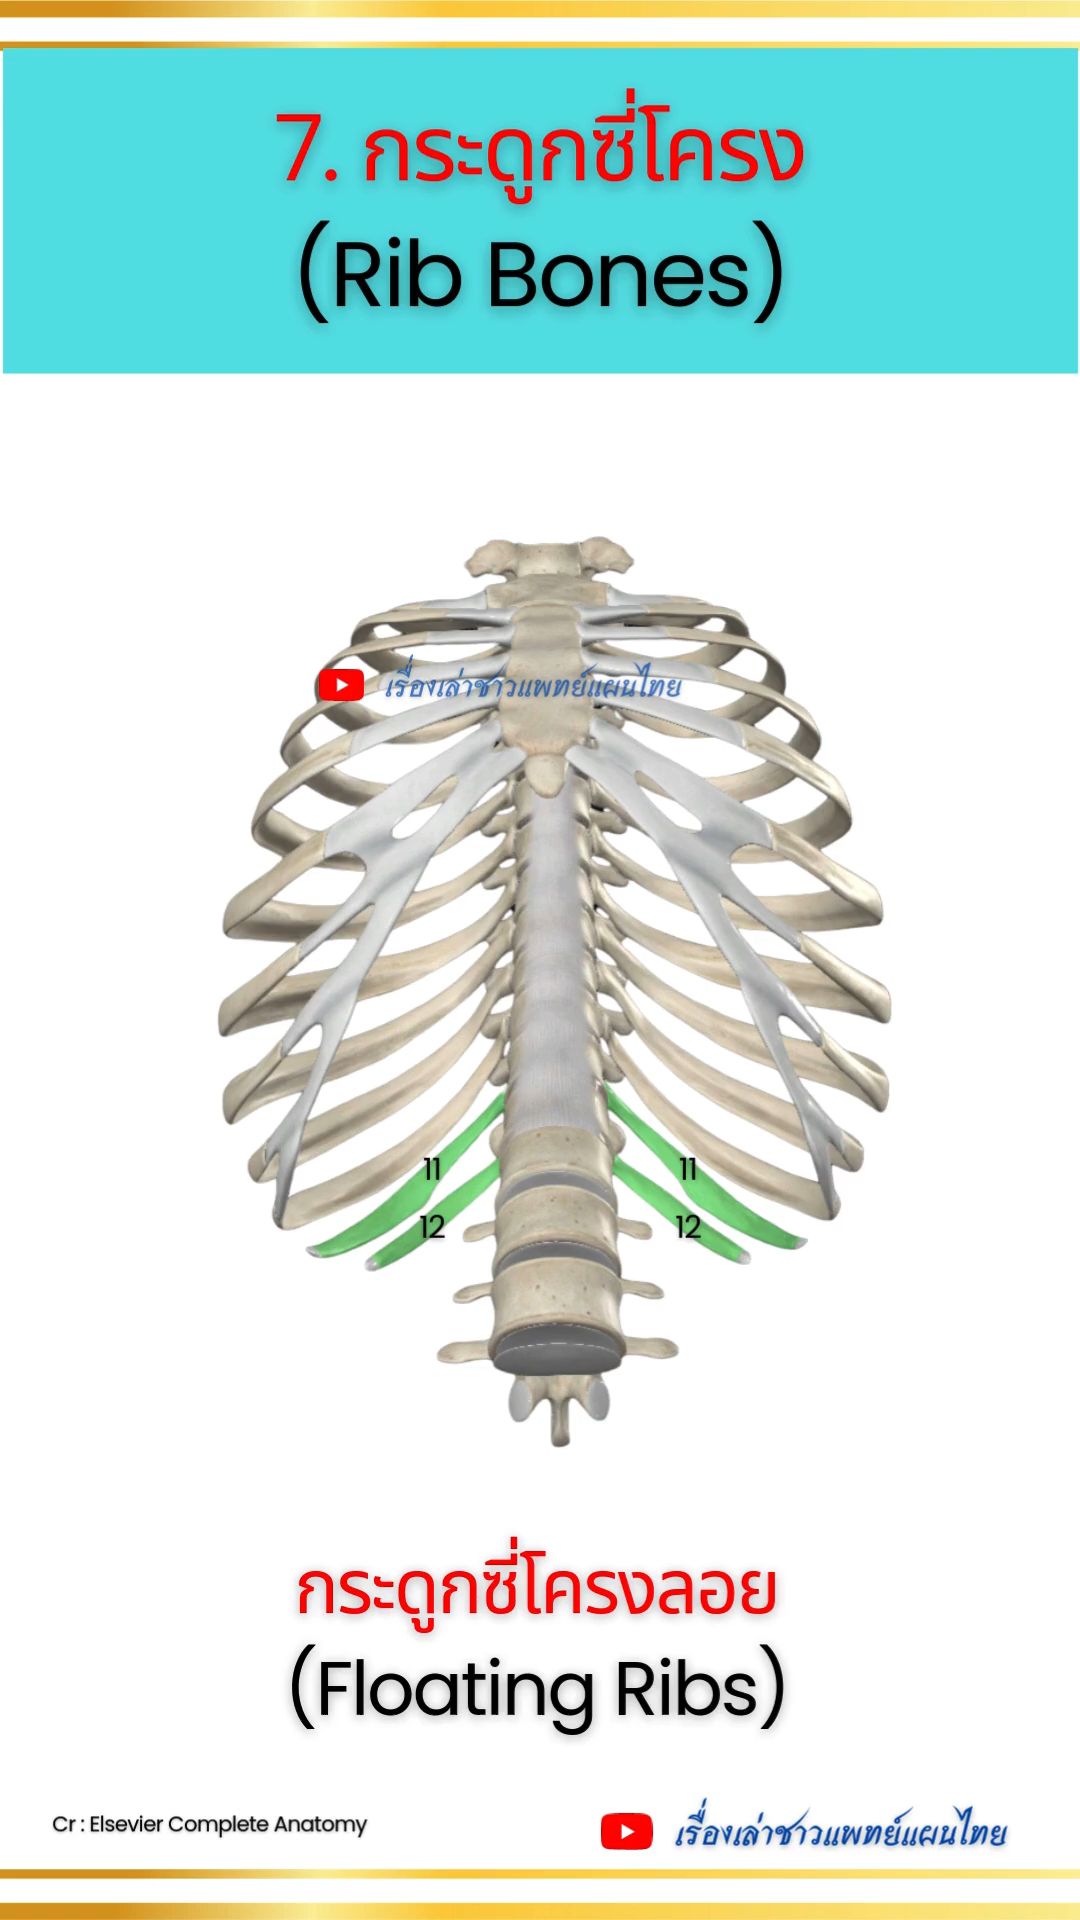 7. กระดูกซี่โครง
(Rib Bones)
เรื่องเล่าชาวแพทย์แผนไทย
11
11
12
12
กระดูกซี่โครงลอย
(Floating Ribs)
Cr : Elsevier Complete Anatomy
เรื่องเล่าชาวแพทย์แผนไทย